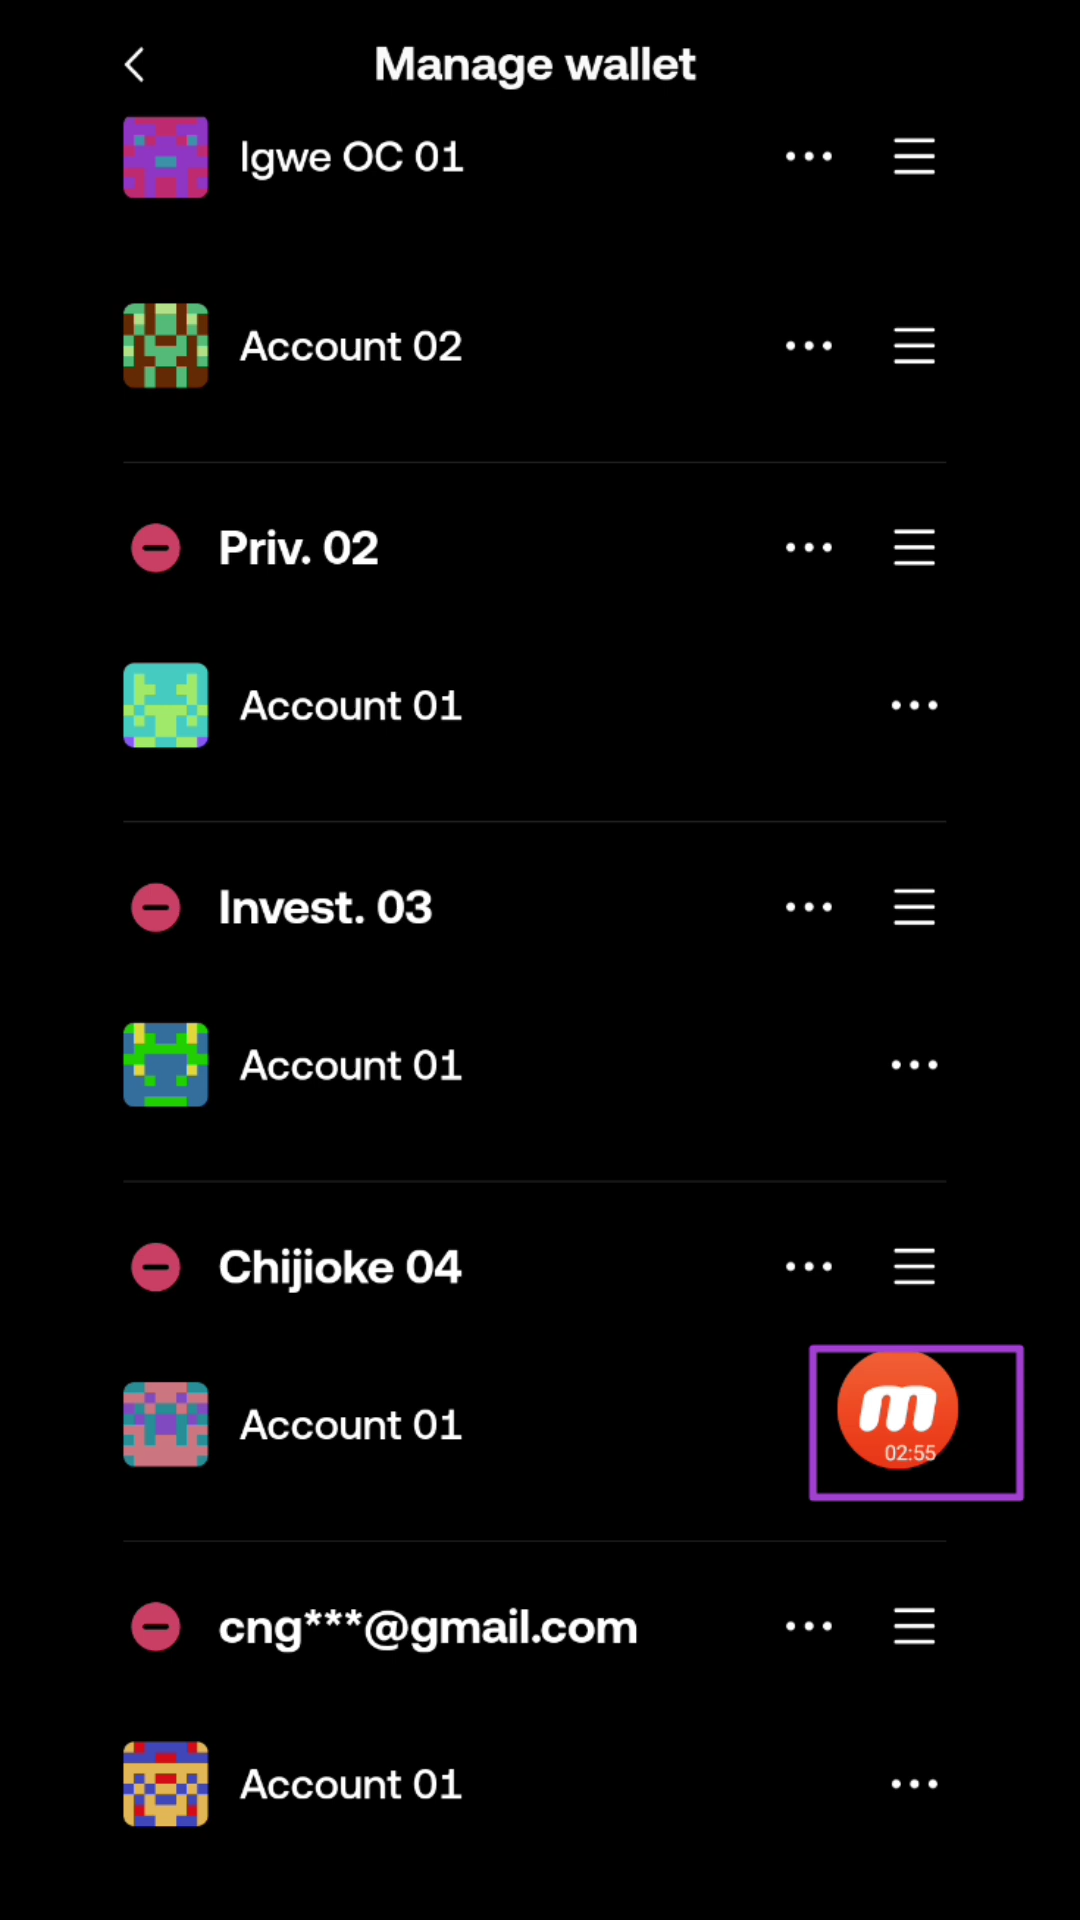 Manage wallet
Igwe OC 01
Account 02
Priv. 02
Account 01
Invest. 03
Account 01
Chijioke 04
Account 01
m
02:55
cng***@gmail.com
Account 01